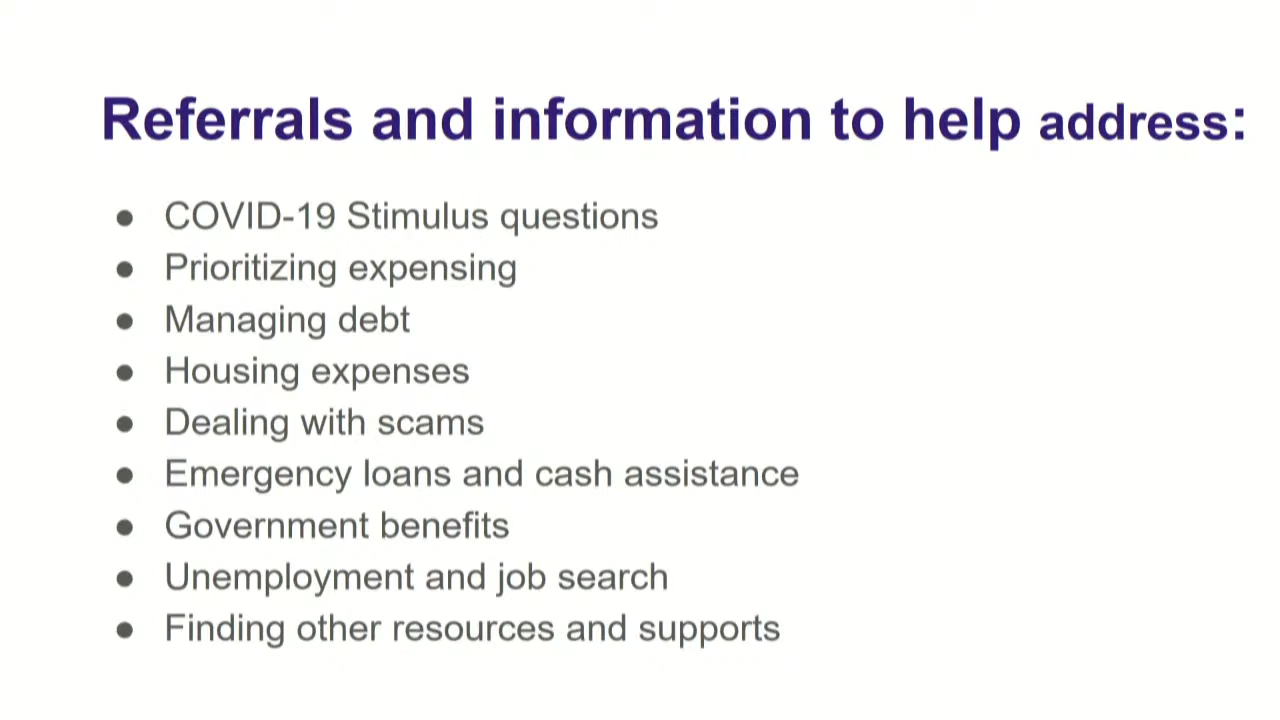 Referrals and information to help address:
● COVID-19 Stimulus questions
● Prioritizing expensing
● Managing debt
● Housing expenses
● Dealing with scams
● Emergency loans and cash assistance
● Government benefits
● Unemployment and job search
● Finding other resources and supports